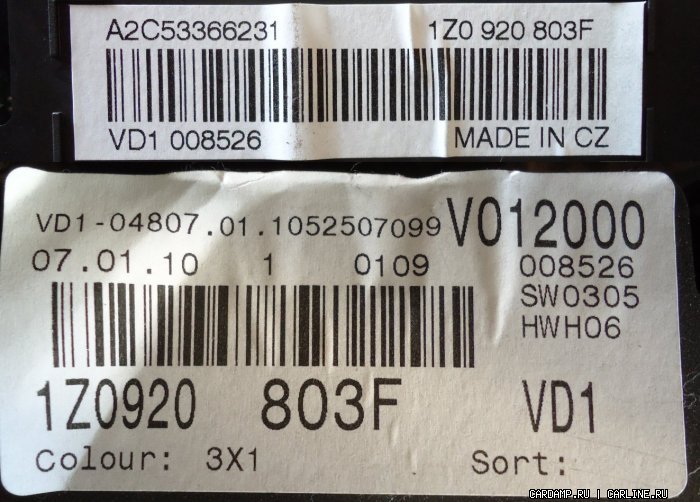 A2C53366231 1Z0 920 803F
VD1 008526 MADE IN CZ
VD1-04807.01.1052507099 V012000
07.01.10 1 0109 008526
SW0305
HWH06
1Z0920 803F VD1
Colour: 3X1 Sort:
CARDAMP.RU | CARLINE.RU